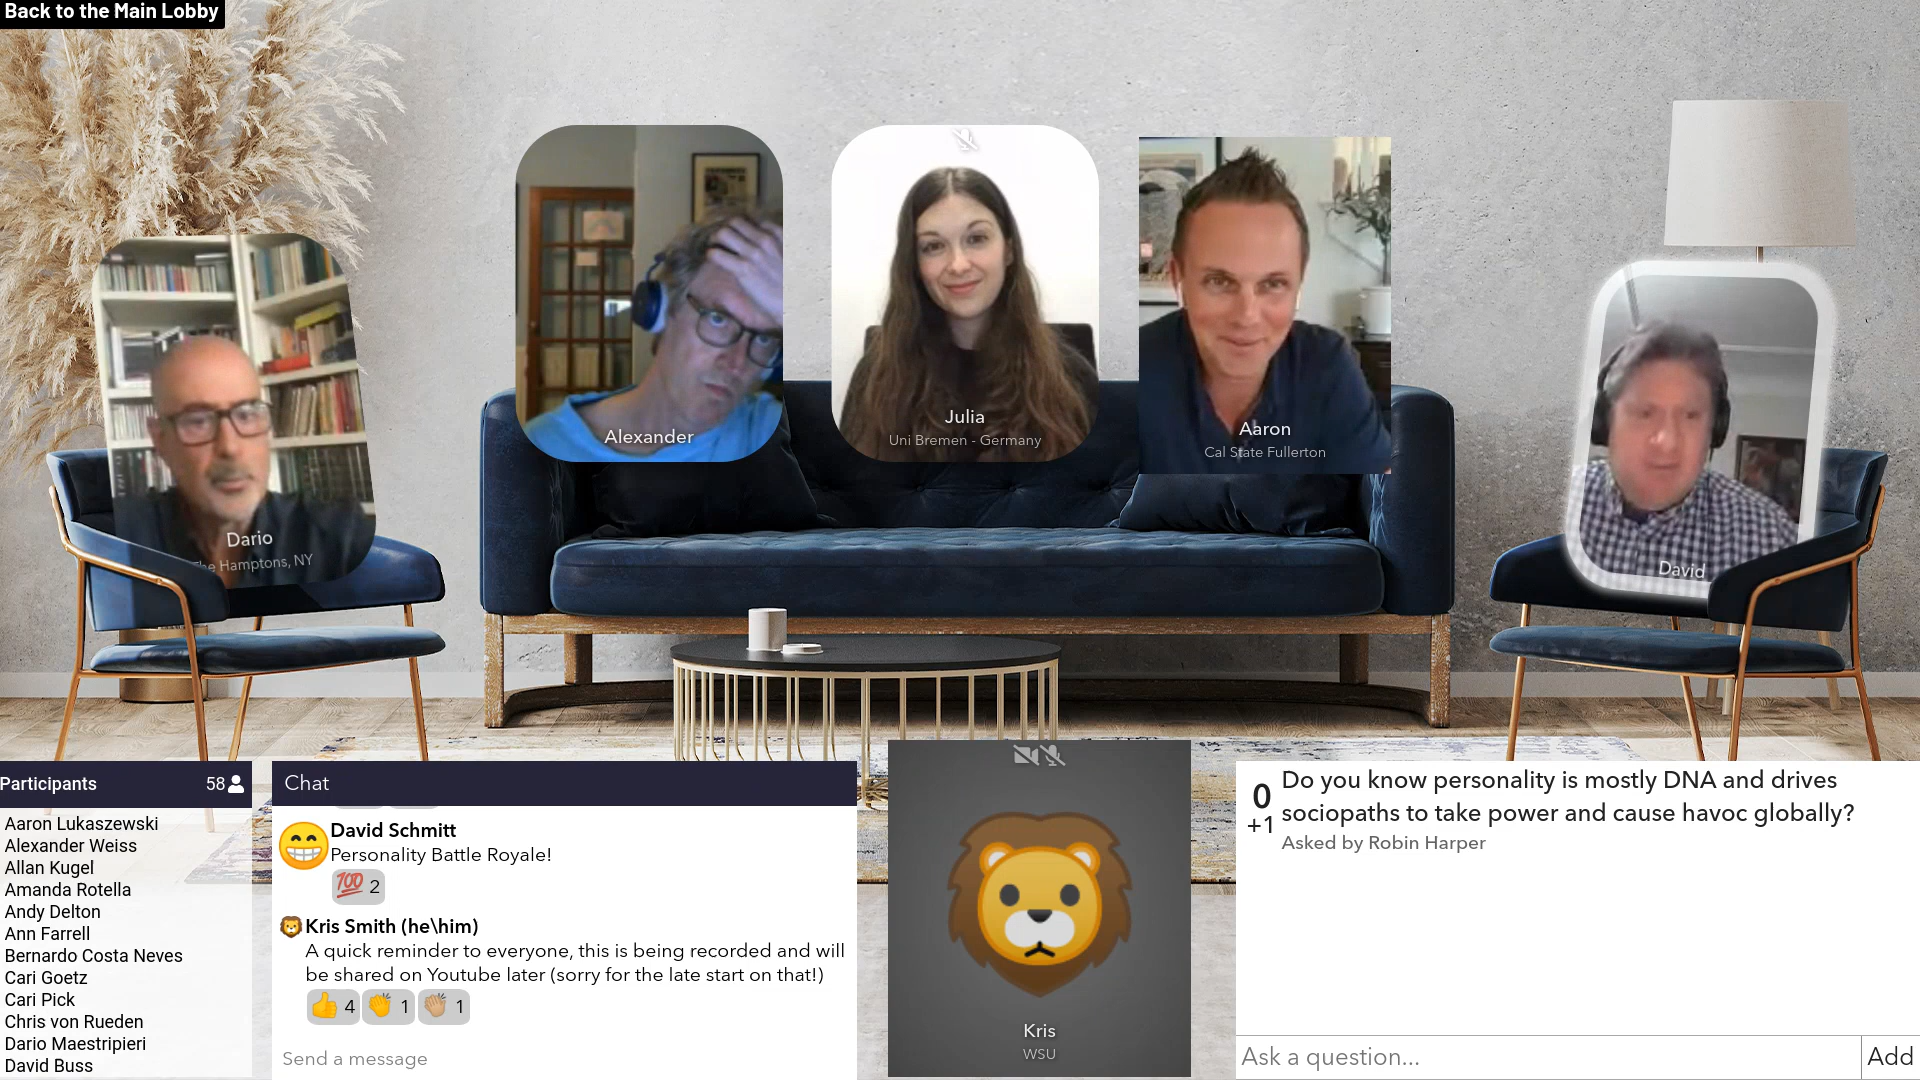 Back to the Main Lobby
Dario
The Hamptons, NY
Alexander
Julia
Uni Bremen - Germany
Aaron
Cal State Fullerton
David
Participants
58
Aaron Lukaszewski
Alexander Weiss
Allan Kugel
Amanda Rotella
Andy Delton
Ann Farrell
Bernardo Costa Neves
Cari Goetz
Cari Pick
Chris von Rueden
Dario Maestripieri
David Buss
Chat
David Schmitt
Personality Battle Royale!
100 2
Kris Smith (he\him)
A quick reminder to everyone, this is being recorded and will
be shared on Youtube later (sorry for the late start on that!)
4 1 1
Send a message
Kris
WSU
0
+1
Do you know personality is mostly DNA and drives
sociopaths to take power and cause havoc globally?
Asked by Robin Harper
Ask a question...
Add